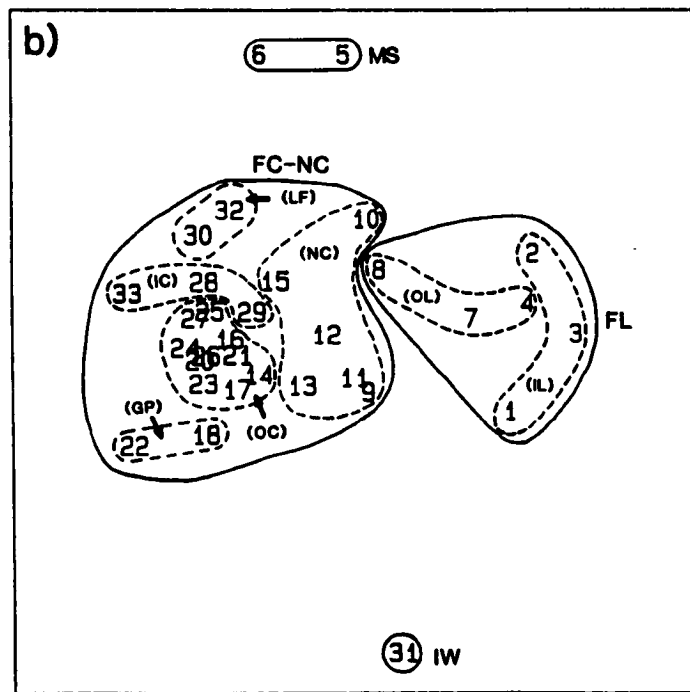 b)
6 5 MS
FC-NC
32 (LF)
10
30 (NC)
8 2
(IC) 28 15
33 (OL)
25 29 4
27 7 3 FL
16 12
24 26 21
20
14 11 (IL)
23 17 13 9
(GP) 1
22 18 (OC)
31 IW